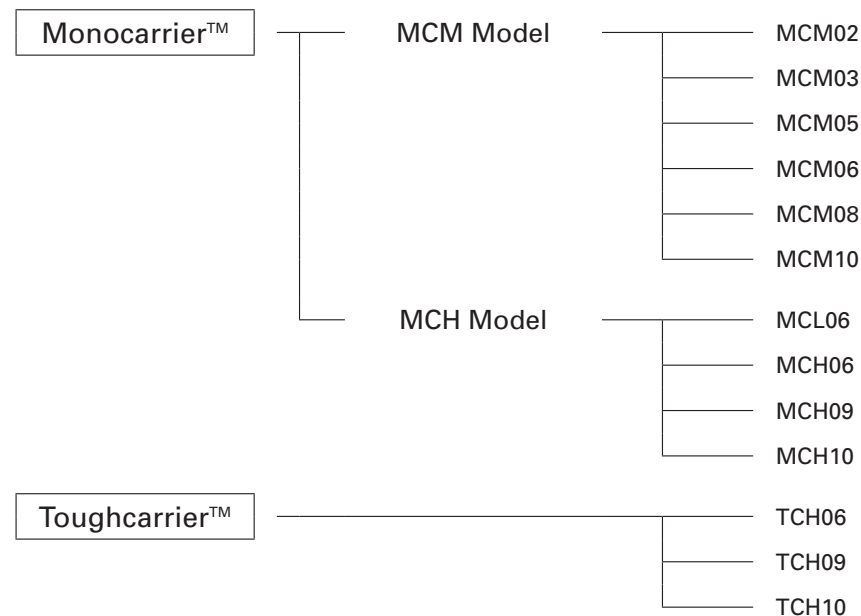 Monocarrier™ MCM Model MCM02
MCM03
MCM05
MCM06
MCM08
MCM10
MCH Model MCL06
MCH06
MCH09
MCH10
Toughcarrier™ TCH06
TCH09
TCH10